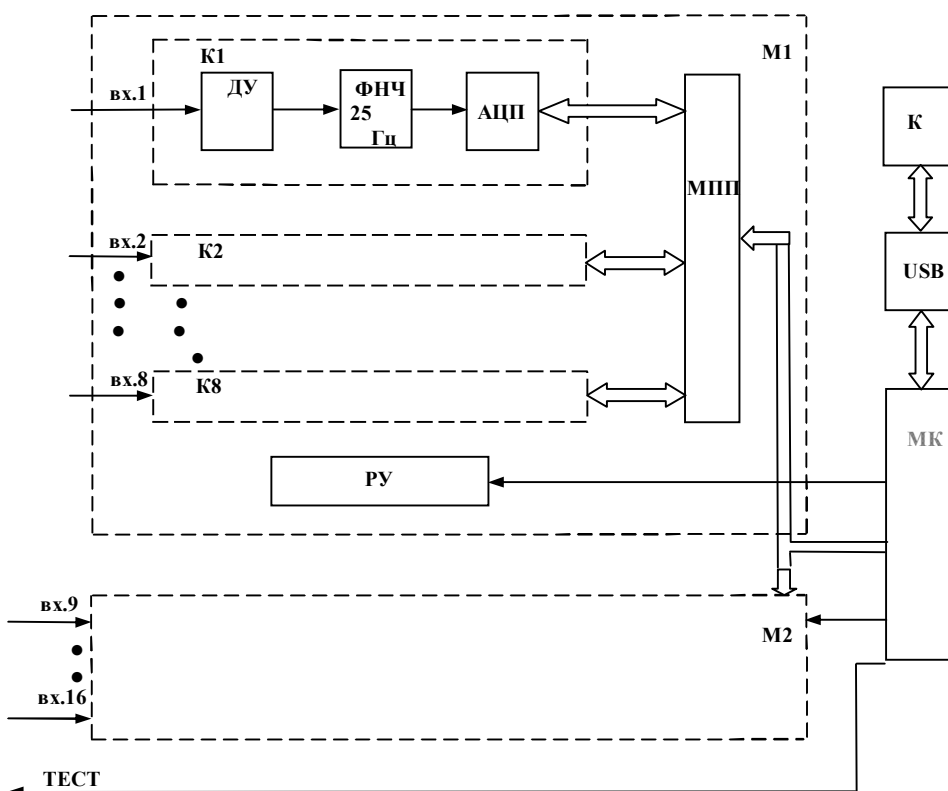 К1
М1
вх.1
ДУ
ФНЧ
25
Гц
АЦП
К
МПП
вх.2
К2
USB
вх.8
К8
МК
РУ
вх.9
М2
вх.16
ТЕСТ